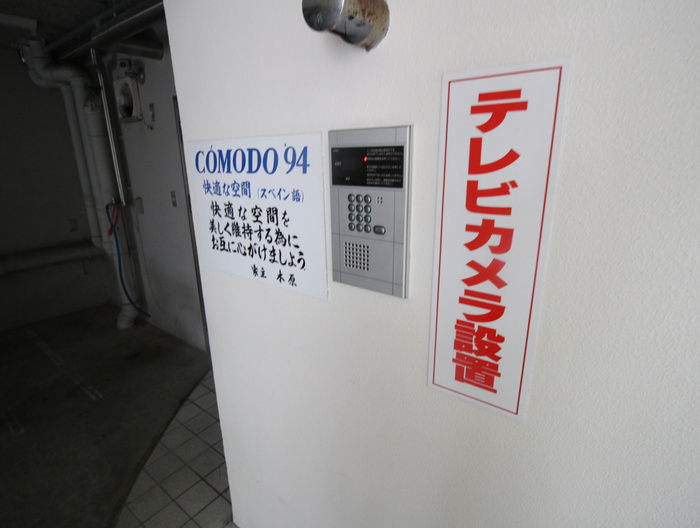 CÓMODO '94
快適な空間（スペイン語）
快適な空間を
美しく維持する為に
お互に心がけましょう
家主 木原
テレビカメラ設置